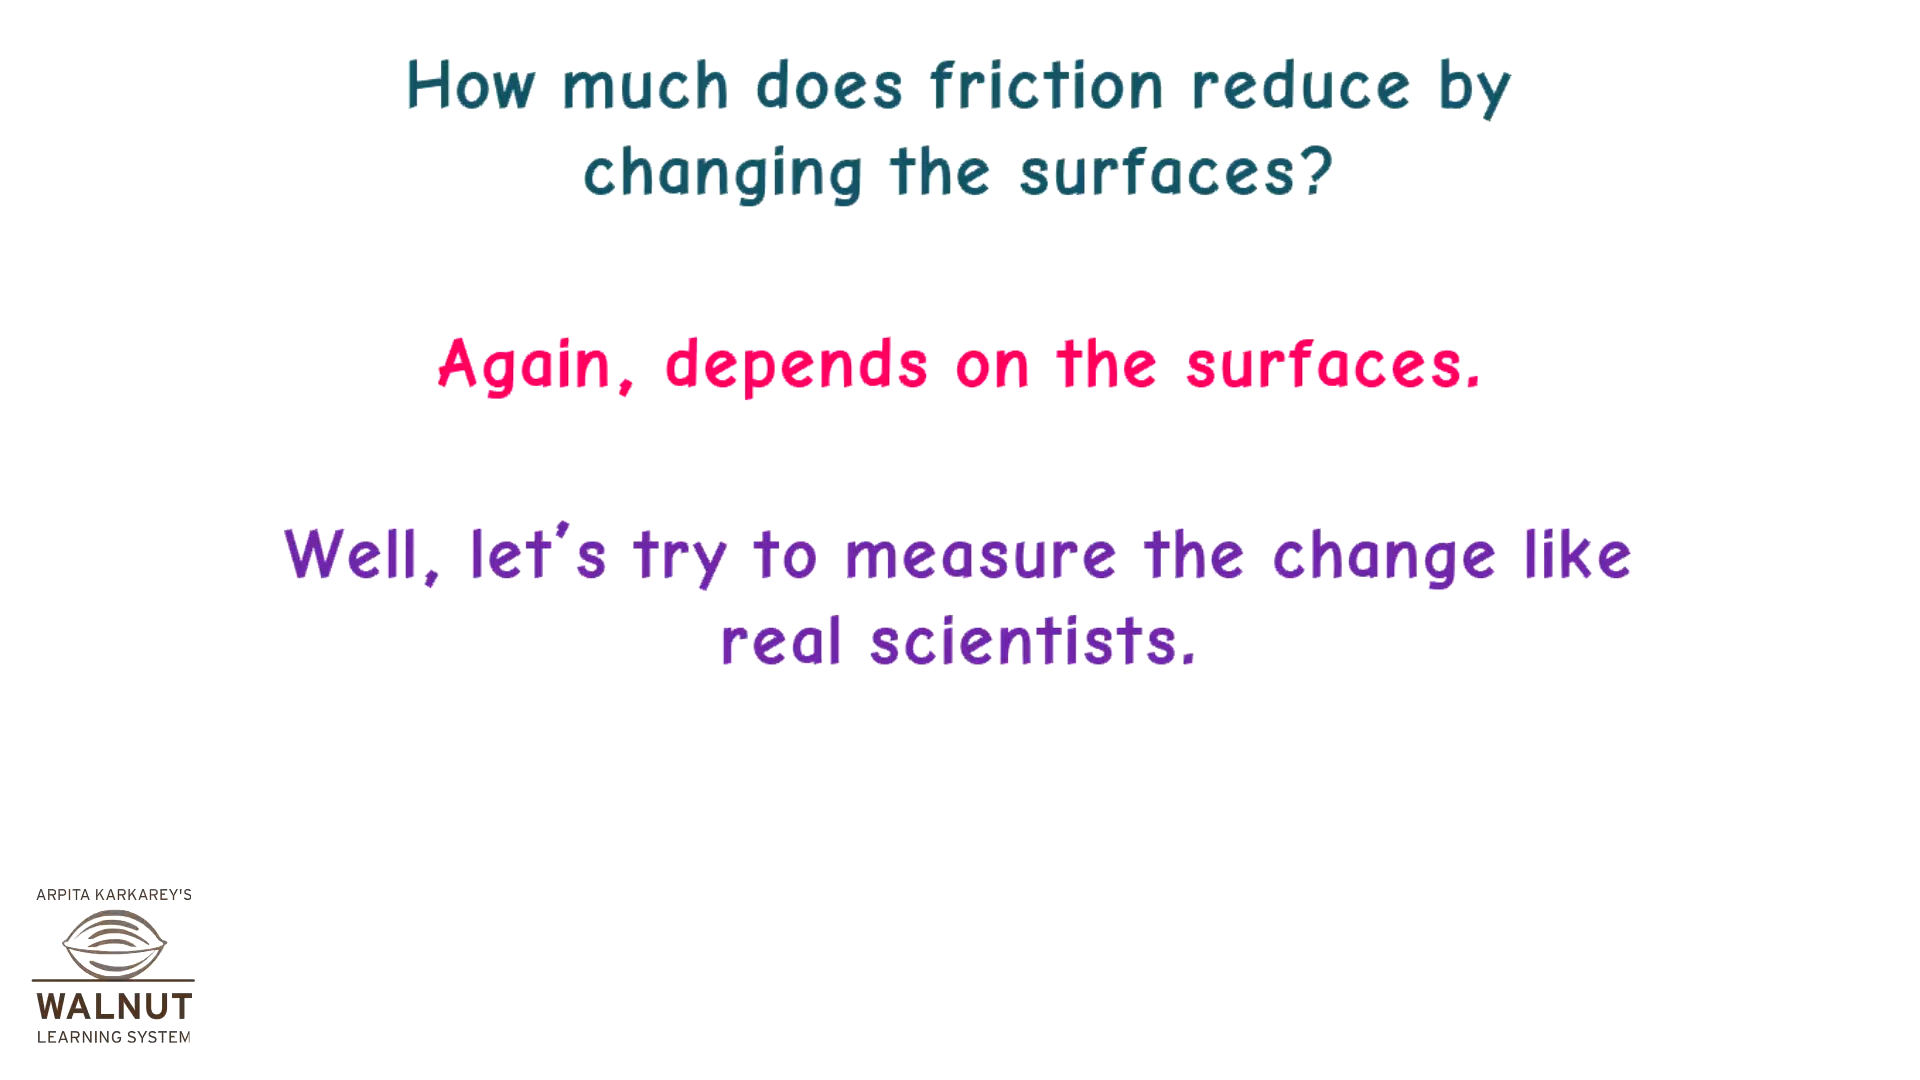 How much does friction reduce by
changing the surfaces?
Again, depends on the surfaces.
Well, let's try to measure the change like
real scientists.
ARPITA KARKAREY'S
WALNUT
LEARNING SYSTEM